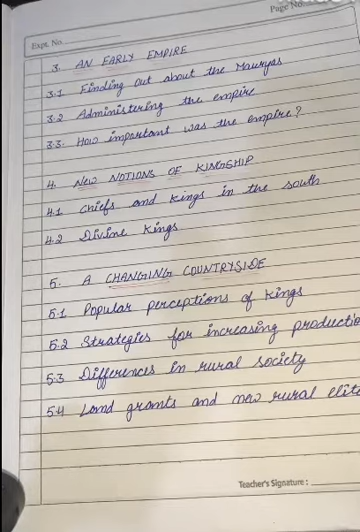 Page No.
Expt. No.
3. AN EARLY EMPIRE
3.1 Finding out about the Mauryas
3.2 Administering the empire
3.3. How important was the empire?
4. NEW NOTIONS OF KINGSHIP
4.1 Chiefs and kings in the south
4.2 Divine Kings
5. A CHANGING COUNTRYSIDE
5.1 Popular perceptions of Kings
5.2 Strategies for increasing productio
5.3 Differences in rural society
5.4 Land grants and new rural elit
Teacher's Signature :